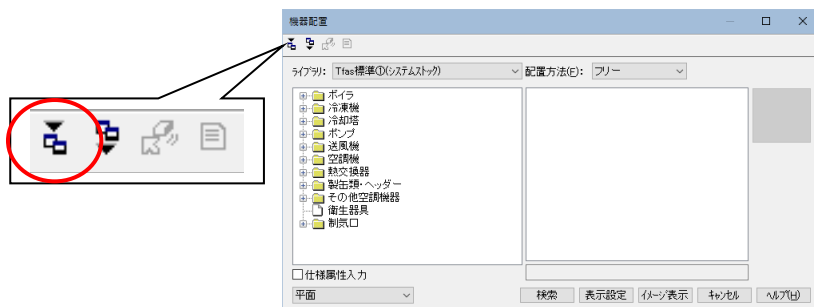 機器配置
ライブラリ: Tfas標準①(システムストック)
配置方法(F): フリー
ボイラ
冷凍機
冷却塔
ポンプ
送風機
空調機
熱交換器
製缶類・ヘッダー
その他空調機器
衛生器具
制気口
仕様属性入力
平面
検索
表示設定
イメージ表示
キャンセル
ヘルプ(H)